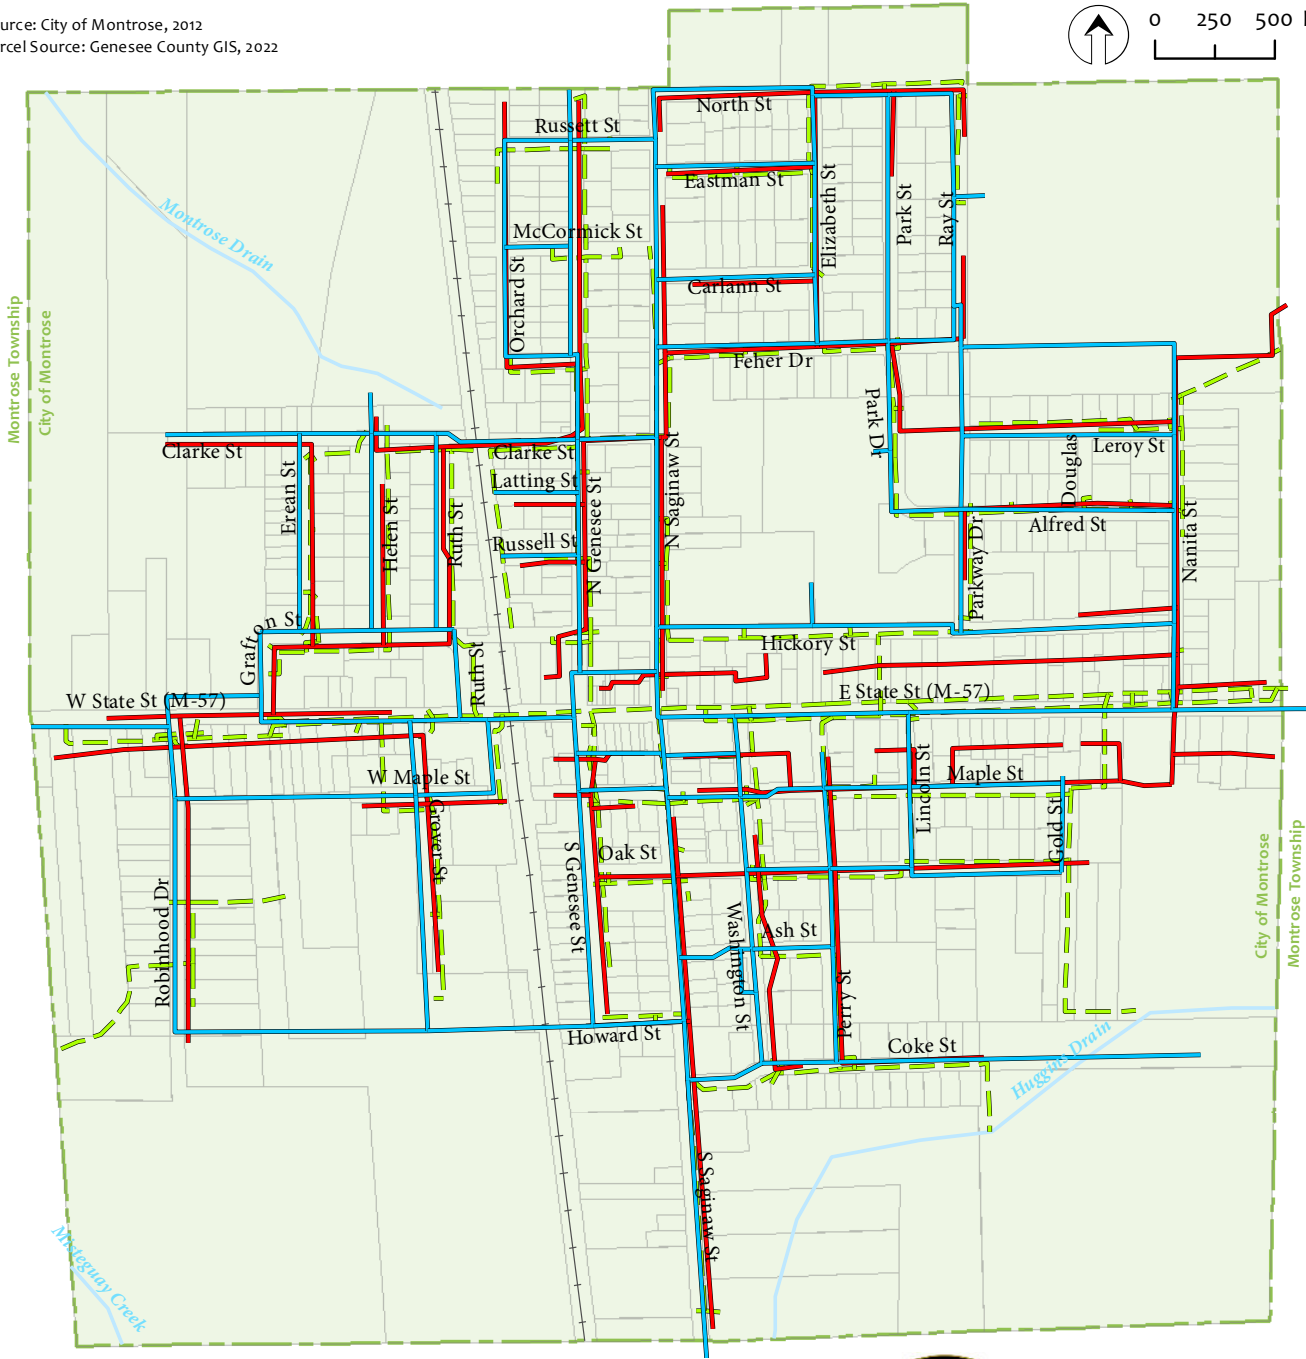 urce: City of Montrose, 2012
rcel Source: Genesee County GIS, 2022
0 250 500
North St
Russett St
Eastman St
Elizabeth St
Park St
Ray St
McCormick St
Montrose Drain
Orchard St
Carlann St
Feher Dr
Montrose Township
City of Montrose
Park Dr
Clarke St
Clarke St
Leroy St
Douglas
Latting St
N Saginaw St
Erean St
Helen St
Ruth St
N Genesee St
Russell St
Alfred St
Nanita St
Parkway Dr
Grafton St
Hickory St
Ruth St
W State St (M-57)
E State St (M-57)
W Maple St
Maple St
Lincoln St
Grover St
Gold St
Oak St
S Genesee St
City of Montrose
Montrose Township
Robinhood Dr
Washington St
Ash St
Perry St
Howard St
Coke St
Huggins Drain
S Saginaw St
Misteguay Creek